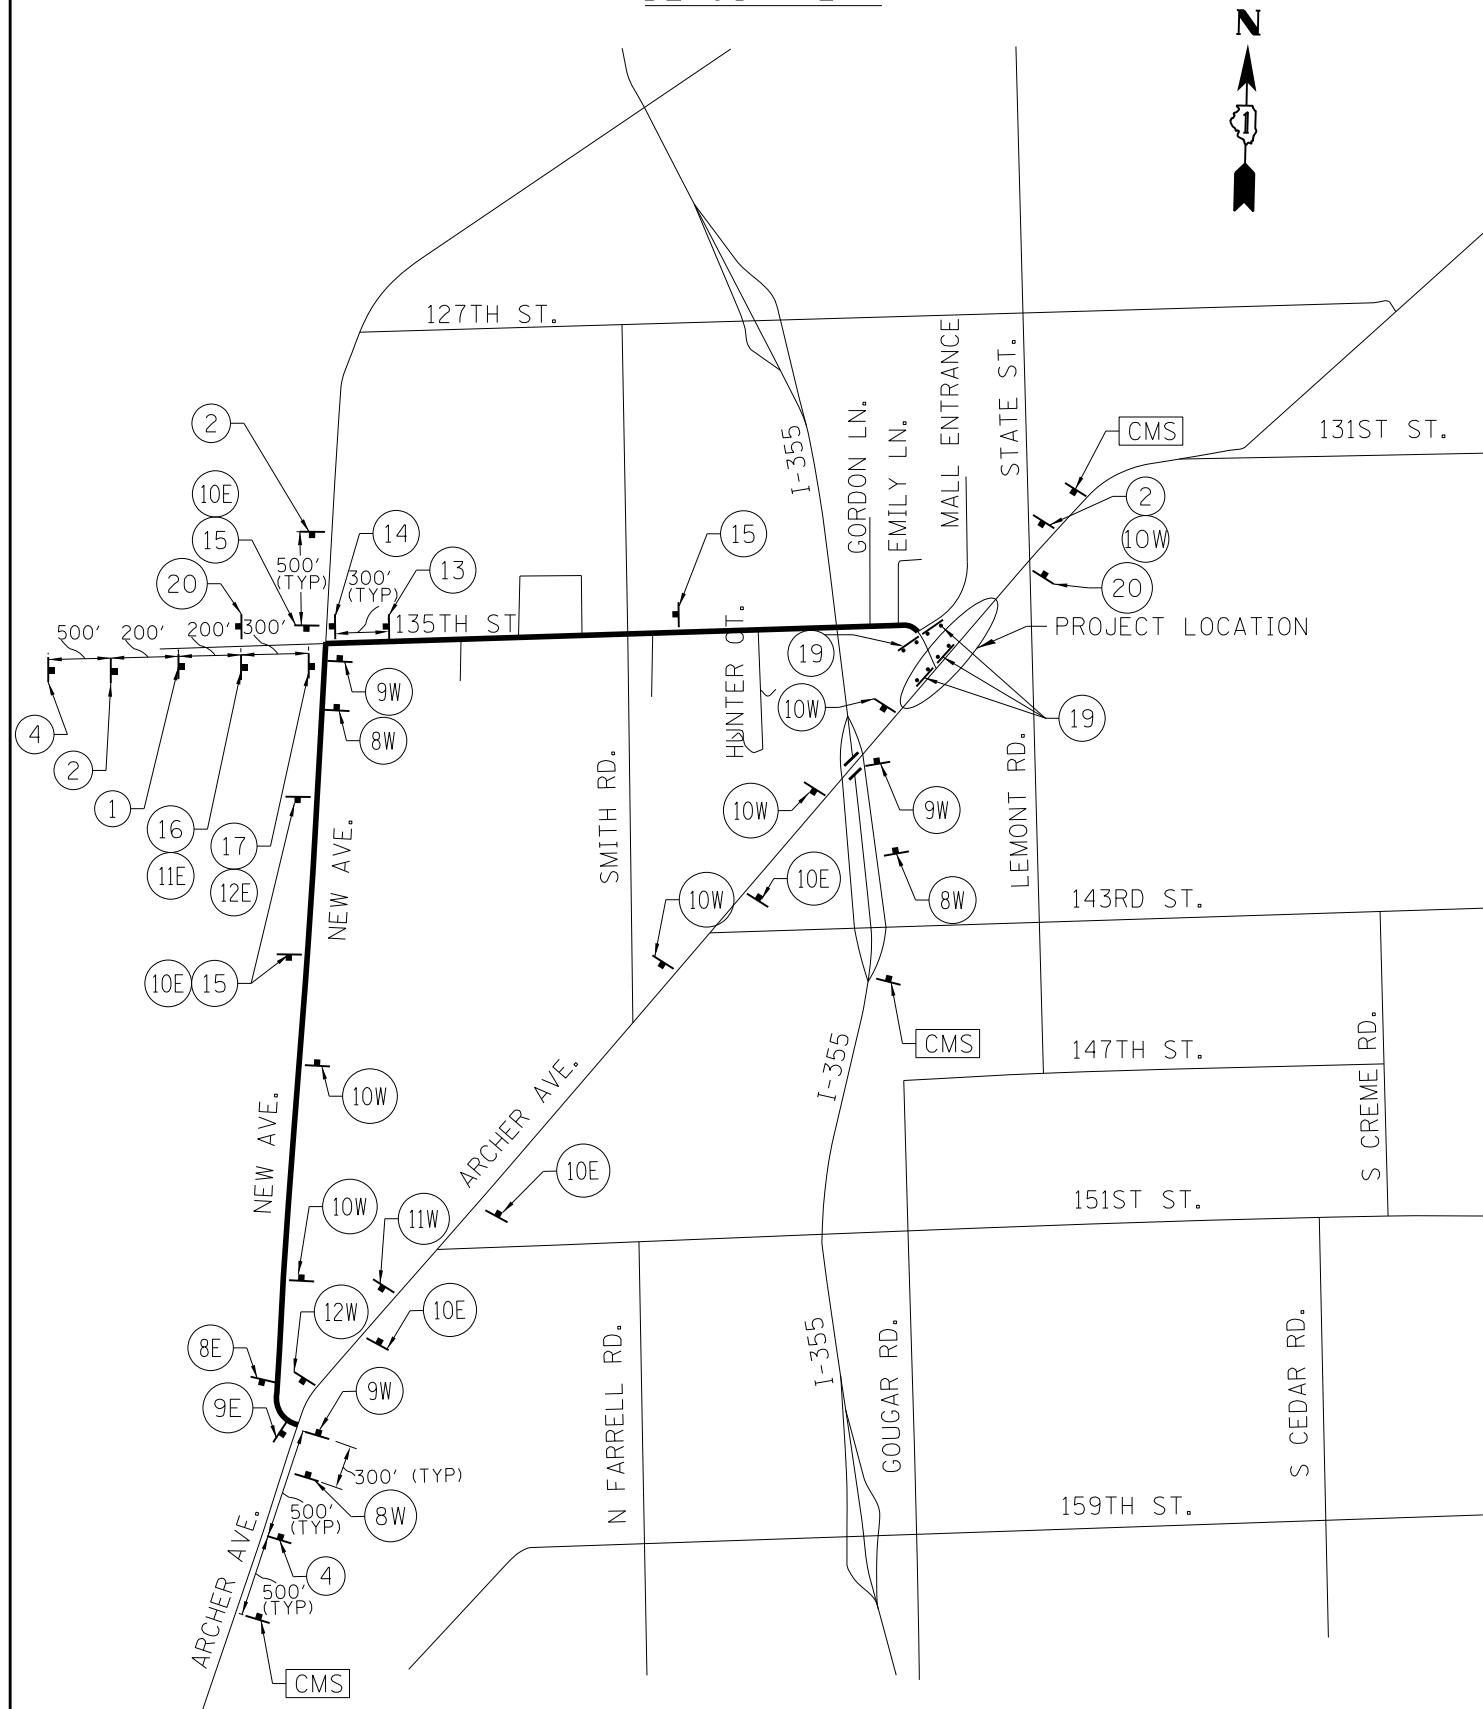 N
1
127TH ST.
I-355
GORDON LN.
EMILY LN.
MALL ENTRANCE
STATE ST.
CMS
131ST ST.
2
10E
15
20
500'
(TYP)
14
300'
(TYP)
13
15
2
10W
20
135TH ST
PROJECT LOCATION
500'
200'
200'
300'
19
19
4
2
1
16
11E
17
12E
9W
8W
10W
10W
9W
8W
10W
10E
NEW AVE.
SMITH RD.
LEMONT RD.
143RD ST.
10E
15
CMS
10W
NEW AVE.
ARCHER AVE.
I-355
147TH ST.
S CREME RD.
10E
10W
11W
151ST ST.
12W
10E
8E
9E
9W
300' (TYP)
8W
500'
(TYP)
4
500'
(TYP)
CMS
ARCHER AVE.
N FARRELL RD.
I-355
GOUGAR RD.
S CEDAR RD.
159TH ST.